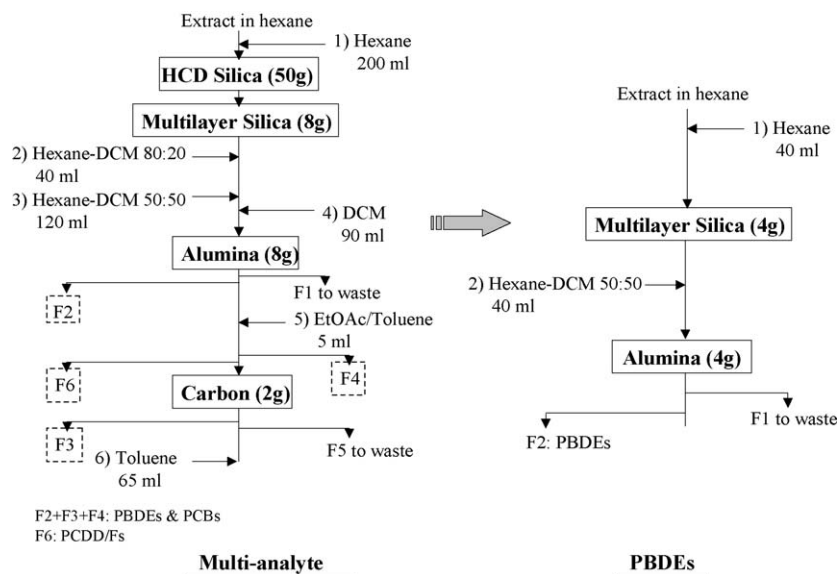 Extract in hexane
1) Hexane
200 ml
HCD Silica (50g)
Multilayer Silica (8g)
2) Hexane-DCM 80:20
40 ml
3) Hexane-DCM 50:50
120 ml
4) DCM
90 ml
Alumina (8g)
F2
F1 to waste
5) EtOAc/Toluene
5 ml
F6
F4
Carbon (2g)
F3
F5 to waste
6) Toluene
65 ml
F2+F3+F4: PBDEs & PCBs
F6: PCDD/Fs
Multi-analyte
Extract in hexane
1) Hexane
40 ml
Multilayer Silica (4g)
2) Hexane-DCM 50:50
40 ml
Alumina (4g)
F1 to waste
F2: PBDEs
PBDEs